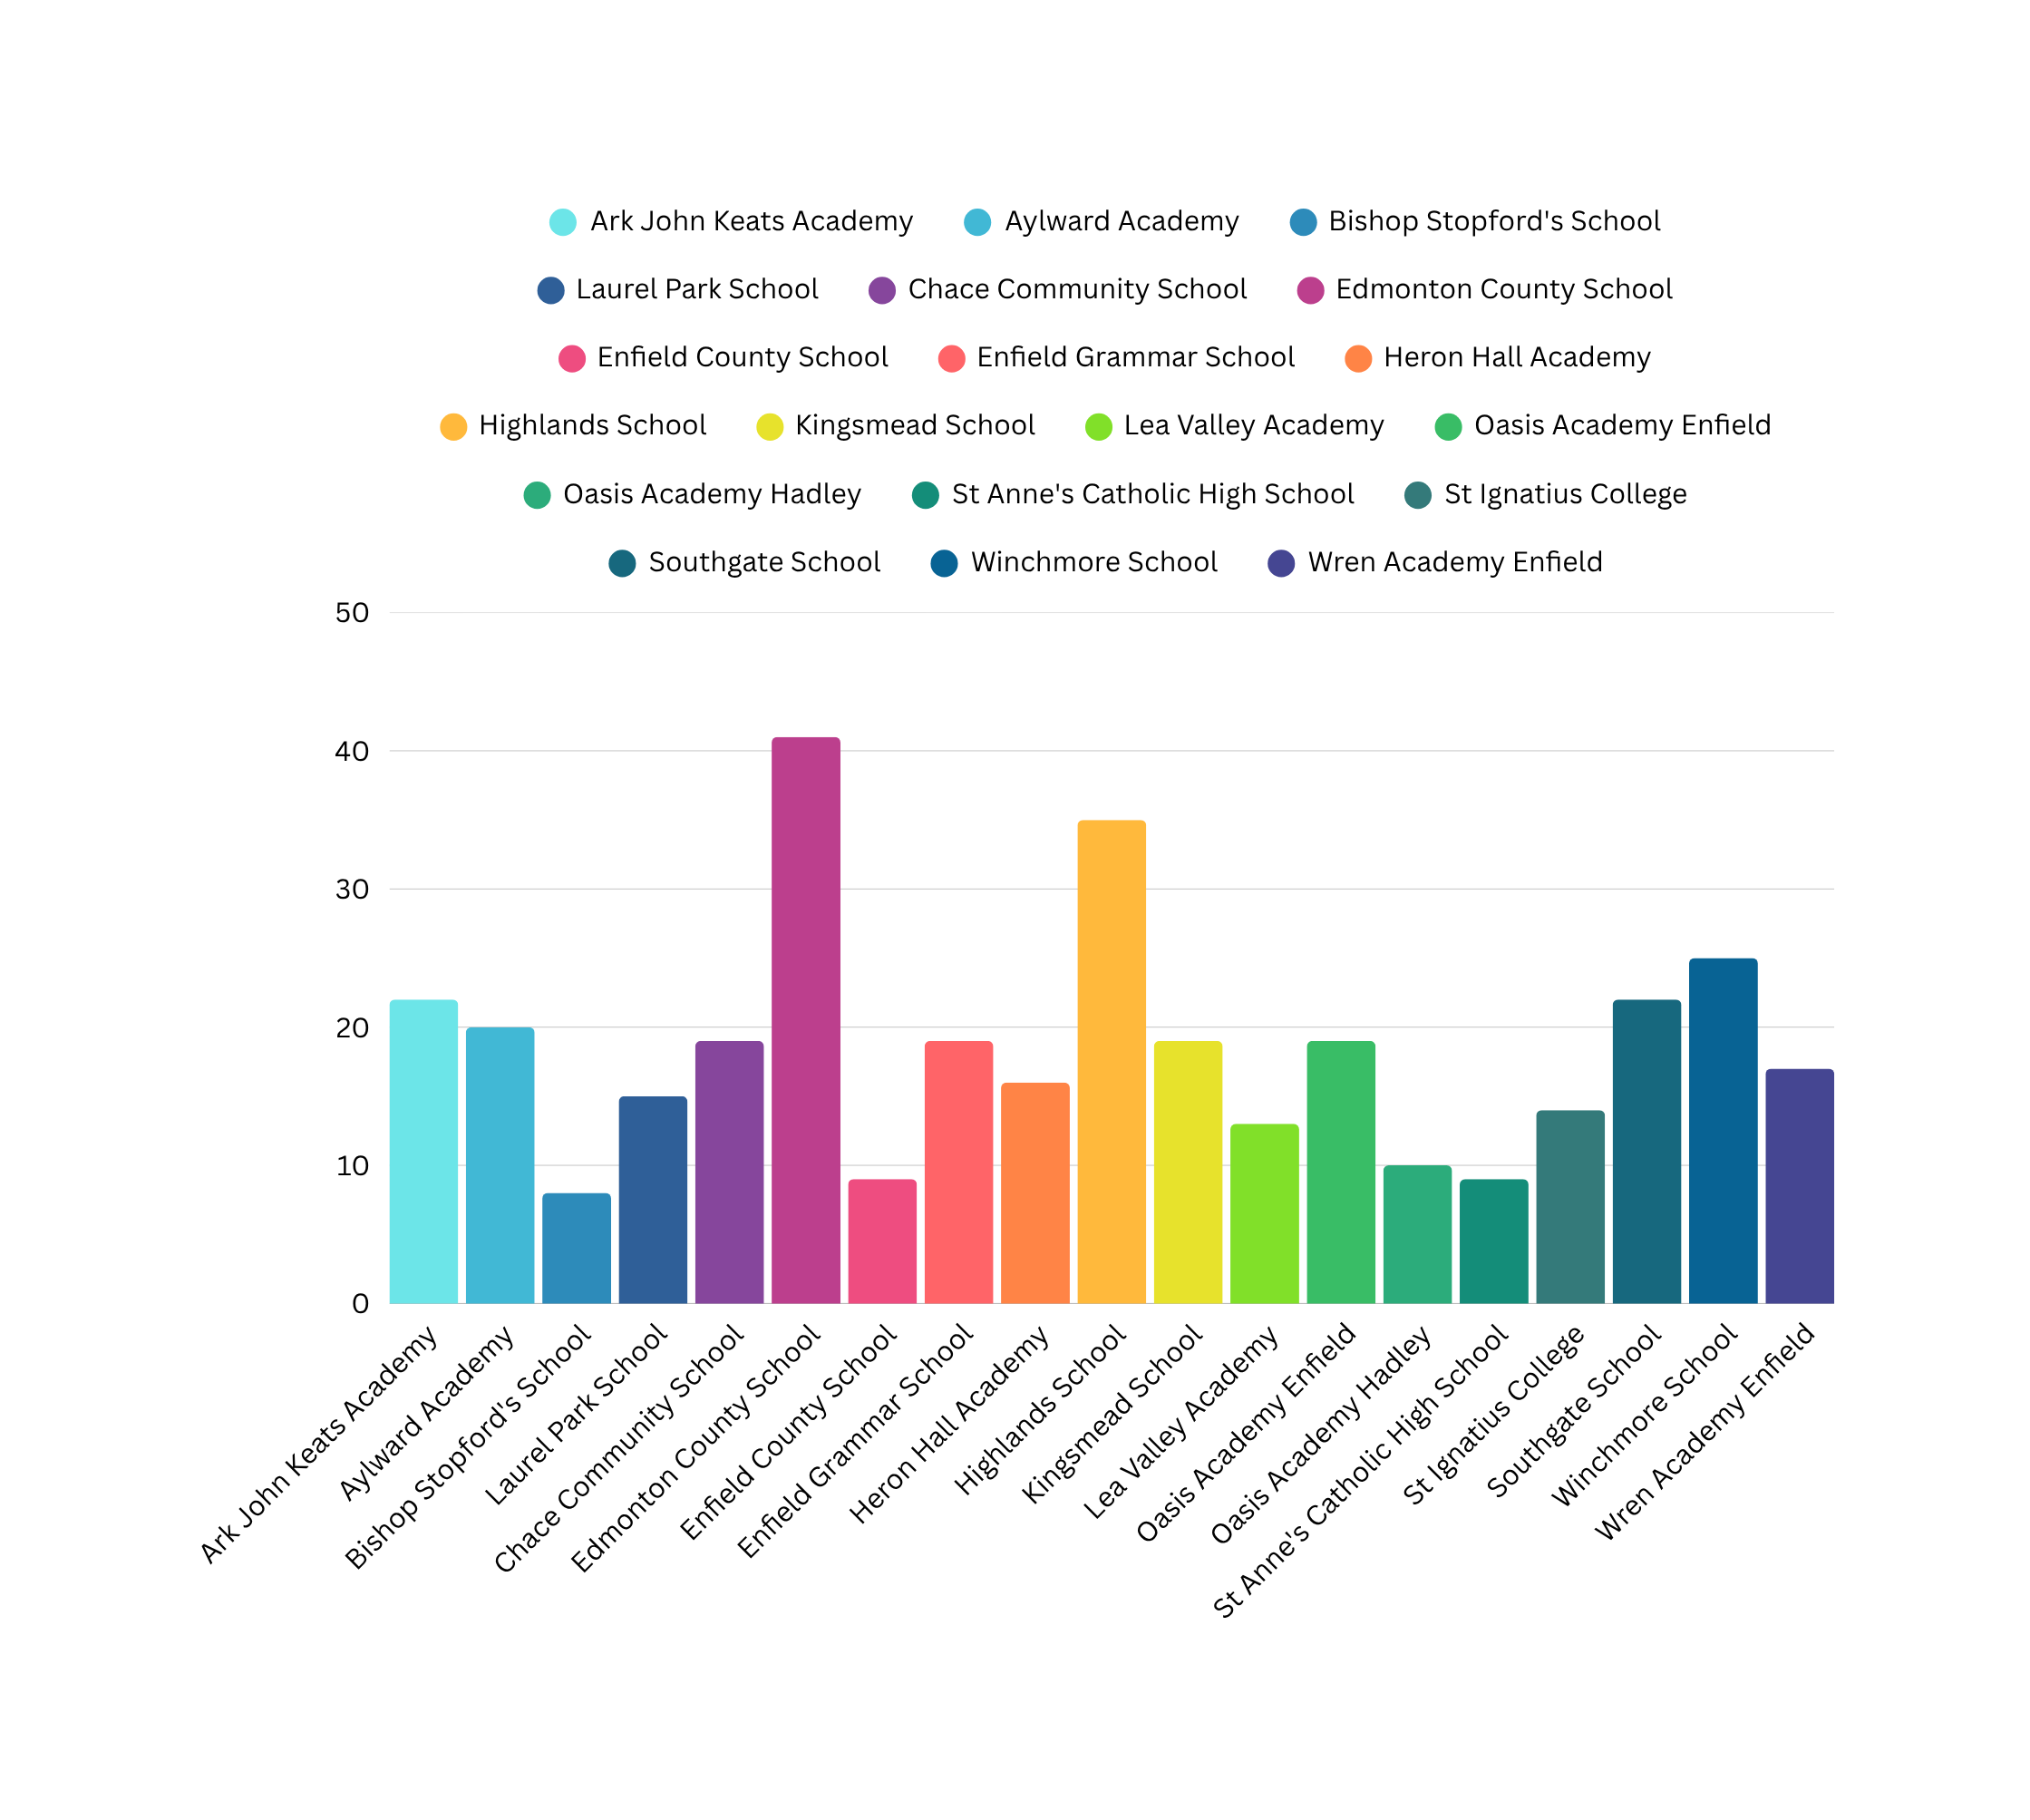 Ark John Keats Academy Aylward Academy Bishop Stopford's School
Laurel Park School Chace Community School Edmonton County School
Enfield County School Enfield Grammar School Heron Hall Academy
Highlands School Kingsmead School Lea Valley Academy Oasis Academy Enfield
Oasis Academy Hadley St Anne's Catholic High School St Ignatius College
Southgate School Winchmore School Wren Academy Enfield
50
40
30
20
10
0
Ark John Keats Academy
Aylward Academy
Bishop Stopford's School
Laurel Park School
Chace Community School
Edmonton County School
Enfield County School
Enfield Grammar School
Heron Hall Academy
Highlands School
Kingsmead School
Lea Valley Academy
Oasis Academy Enfield
Oasis Academy Hadley
St Anne's Catholic High School
St Ignatius College
Southgate School
Winchmore School
Wren Academy Enfield